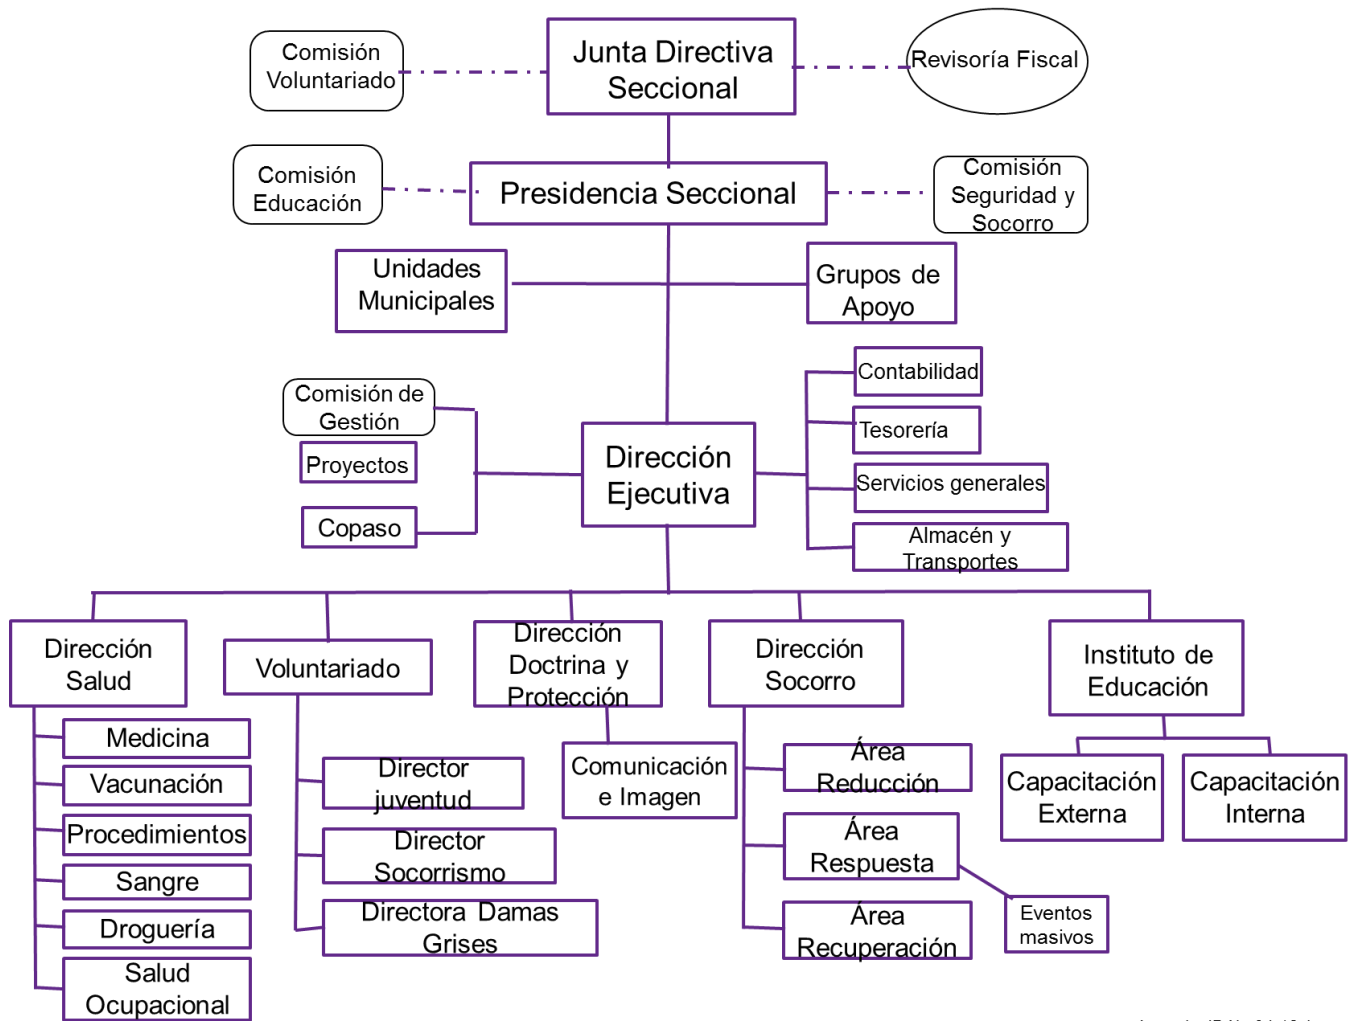 Comisión
Voluntariado
Junta Directiva
Seccional
Revisoría Fiscal
Comisión
Educación
Presidencia Seccional
Comisión
Seguridad y
Socorro
Unidades
Municipales
Grupos de
Apoyo
Comisión de
Gestión
Proyectos
Copaso
Dirección
Ejecutiva
Contabilidad
Tesorería
Servicios generales
Almacén y
Transportes
Dirección
Salud
Medicina
Vacunación
Procedimientos
Sangre
Droguería
Salud
Ocupacional
Voluntariado
Director
juventud
Director
Socorrismo
Directora Damas
Grises
Dirección
Doctrina y
Protección
Comunicación
e Imagen
Dirección
Socorro
Área
Reducción
Área
Respuesta
Área
Recuperación
Eventos
masivos
Instituto de
Educación
Capacitación
Externa
Capacitación
Interna